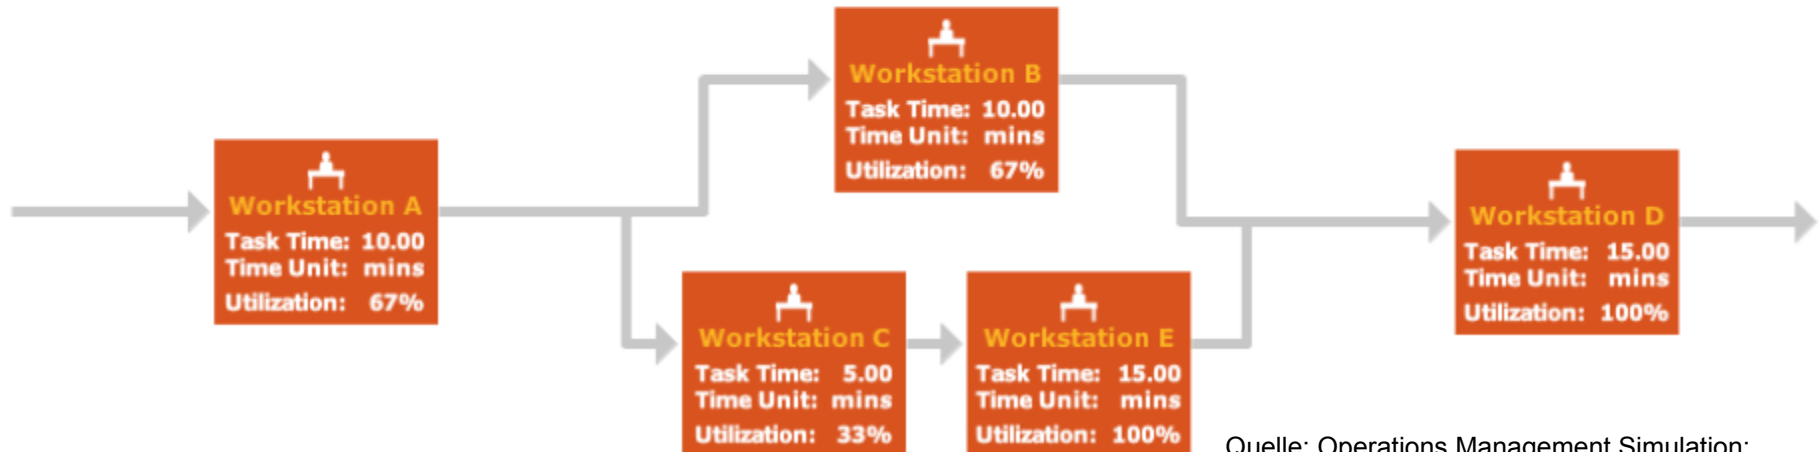 Workstation A
Task Time: 10.00
Time Unit: mins
Utilization: 67%
Workstation B
Task Time: 10.00
Time Unit: mins
Utilization: 67%
Workstation C
Task Time: 5.00
Time Unit: mins
Utilization: 33%
Workstation E
Task Time: 15.00
Time Unit: mins
Utilization: 100%
Workstation D
Task Time: 15.00
Time Unit: mins
Utilization: 100%
Quelle: Operations Management Simulation: